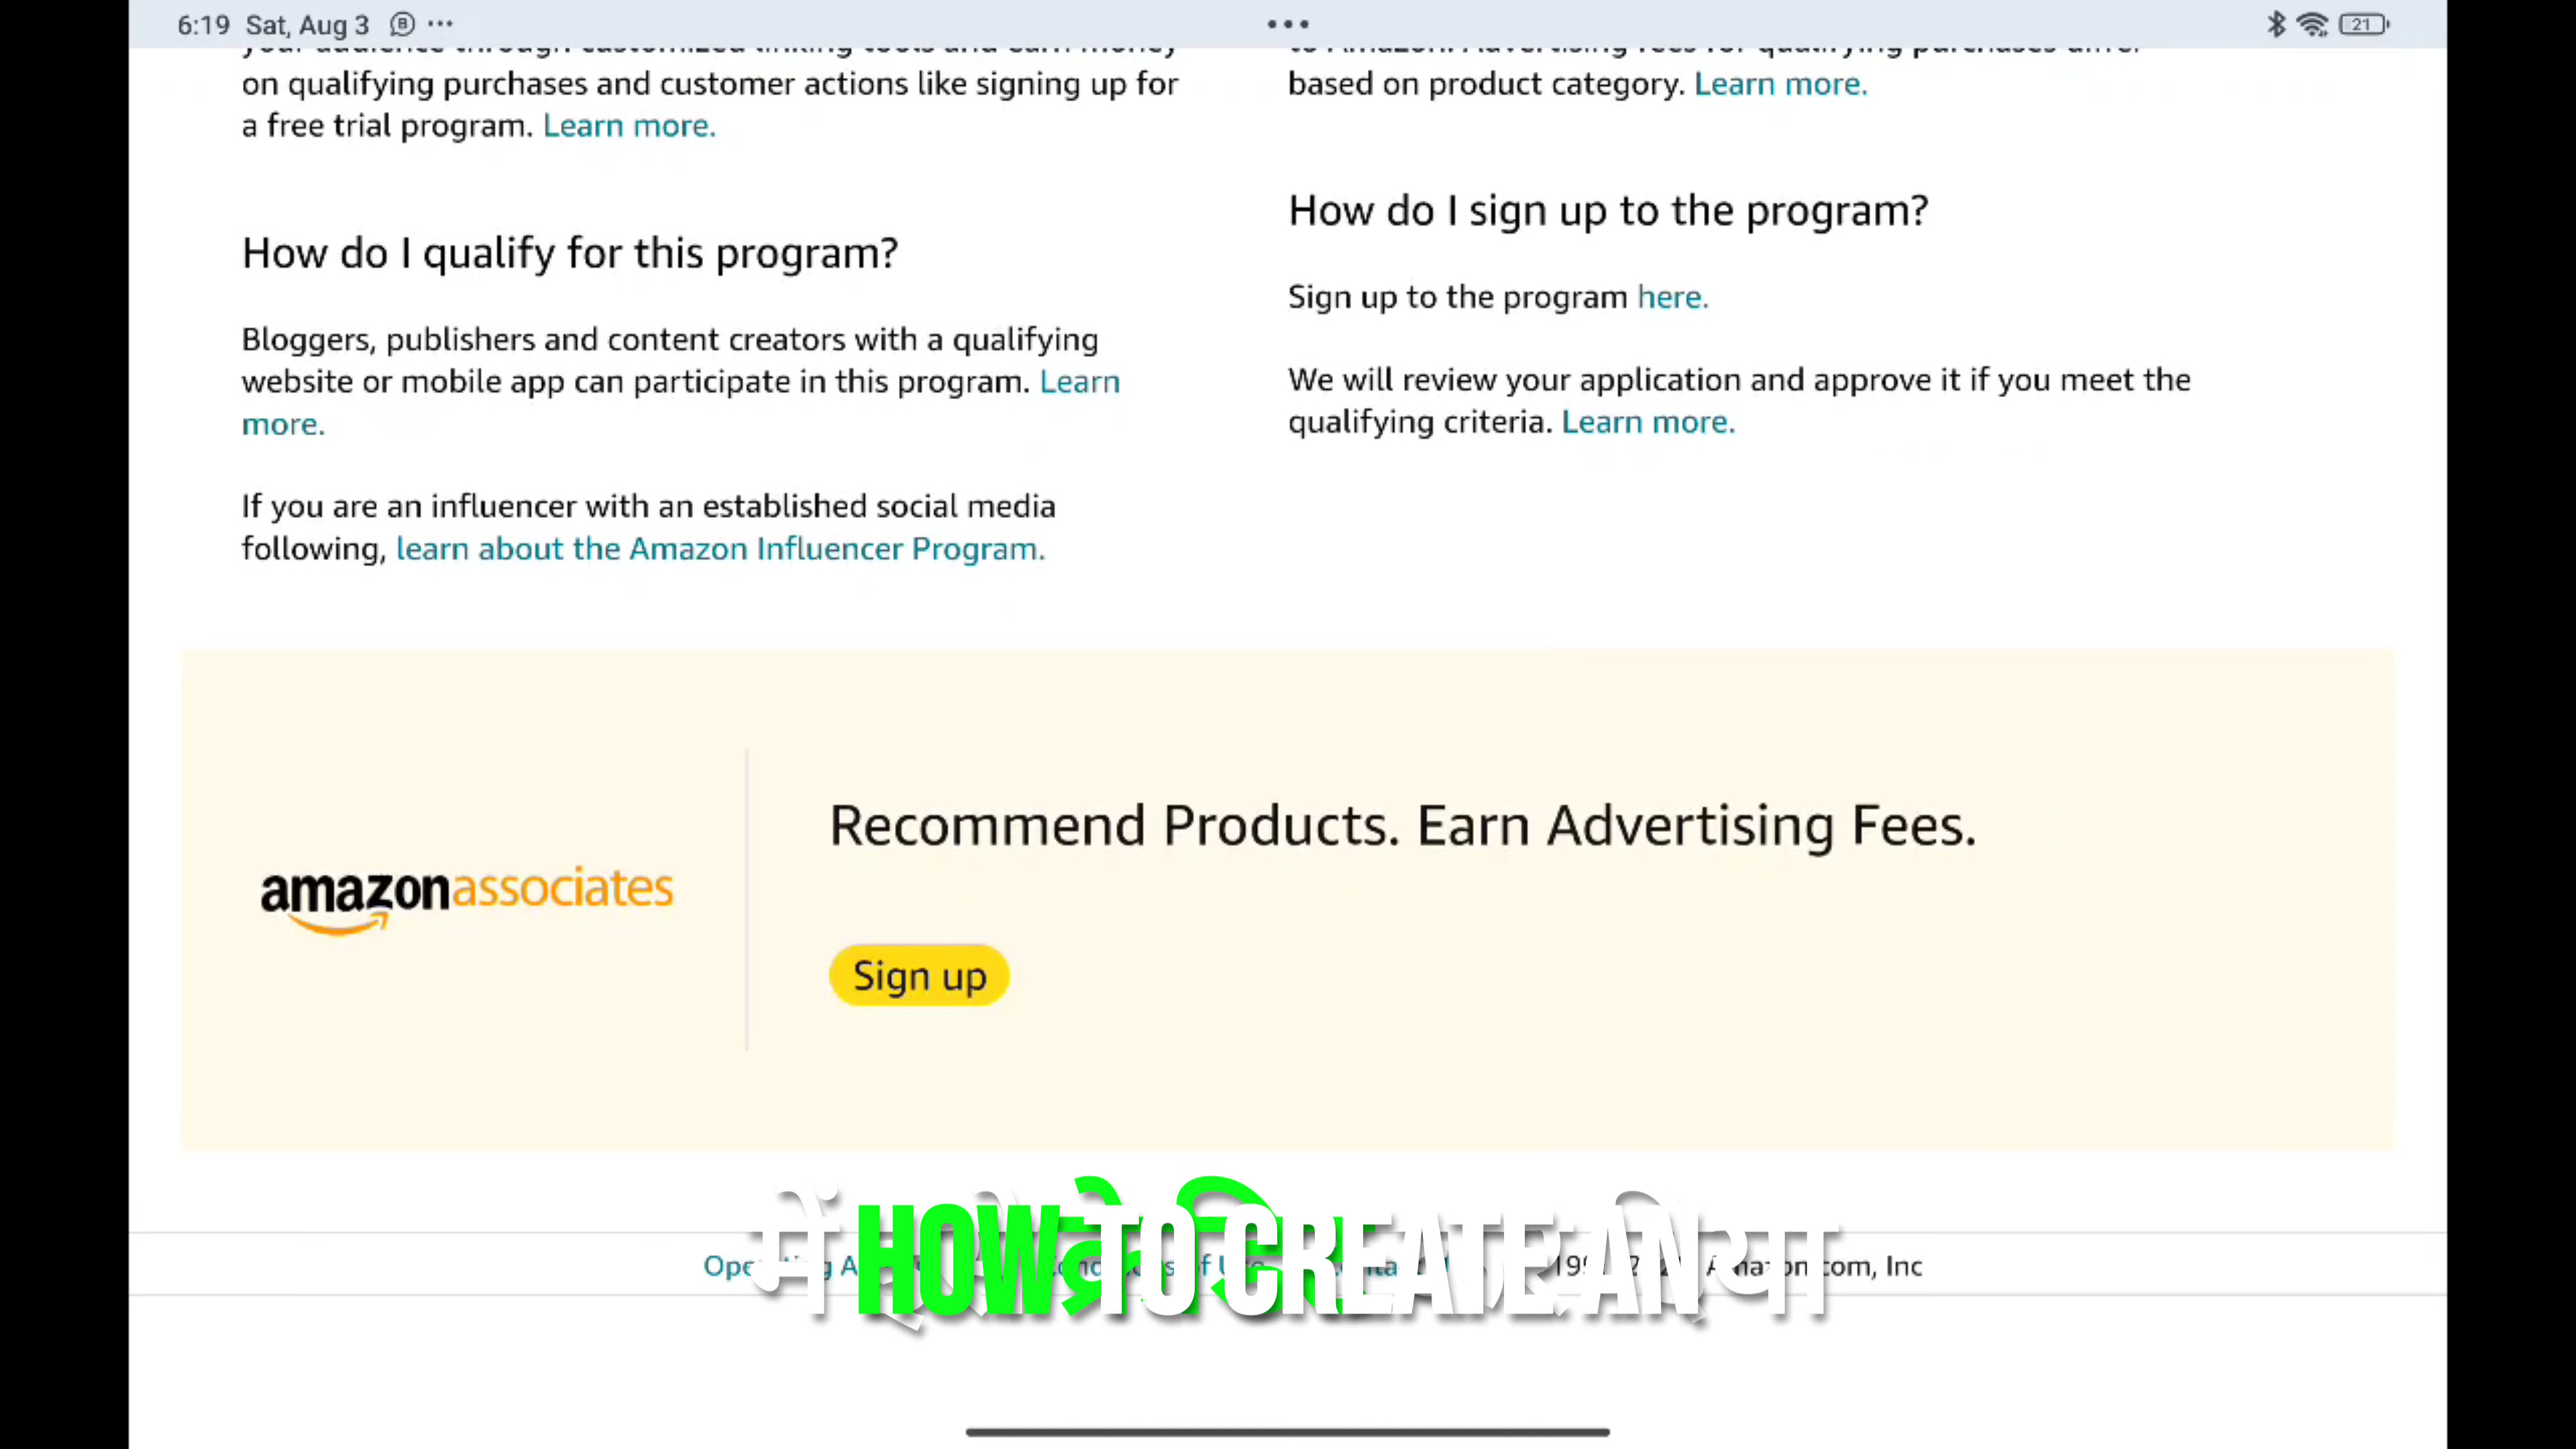 6:19 Sat, Aug 3
21
on qualifying purchases and customer actions like signing up for
a free trial program. Learn more.
How do I qualify for this program?
Bloggers, publishers and content creators with a qualifying
website or mobile app can participate in this program. Learn
more.
If you are an influencer with an established social media
following, learn about the Amazon Influencer Program.
based on product category. Learn more.
How do I sign up to the program?
Sign up to the program here.
We will review your application and approve it if you meet the
qualifying criteria. Learn more.
amazonassociates
Recommend Products. Earn Advertising Fees.
Sign up
में HOW TO CREATE AN
Amazon.com, Inc